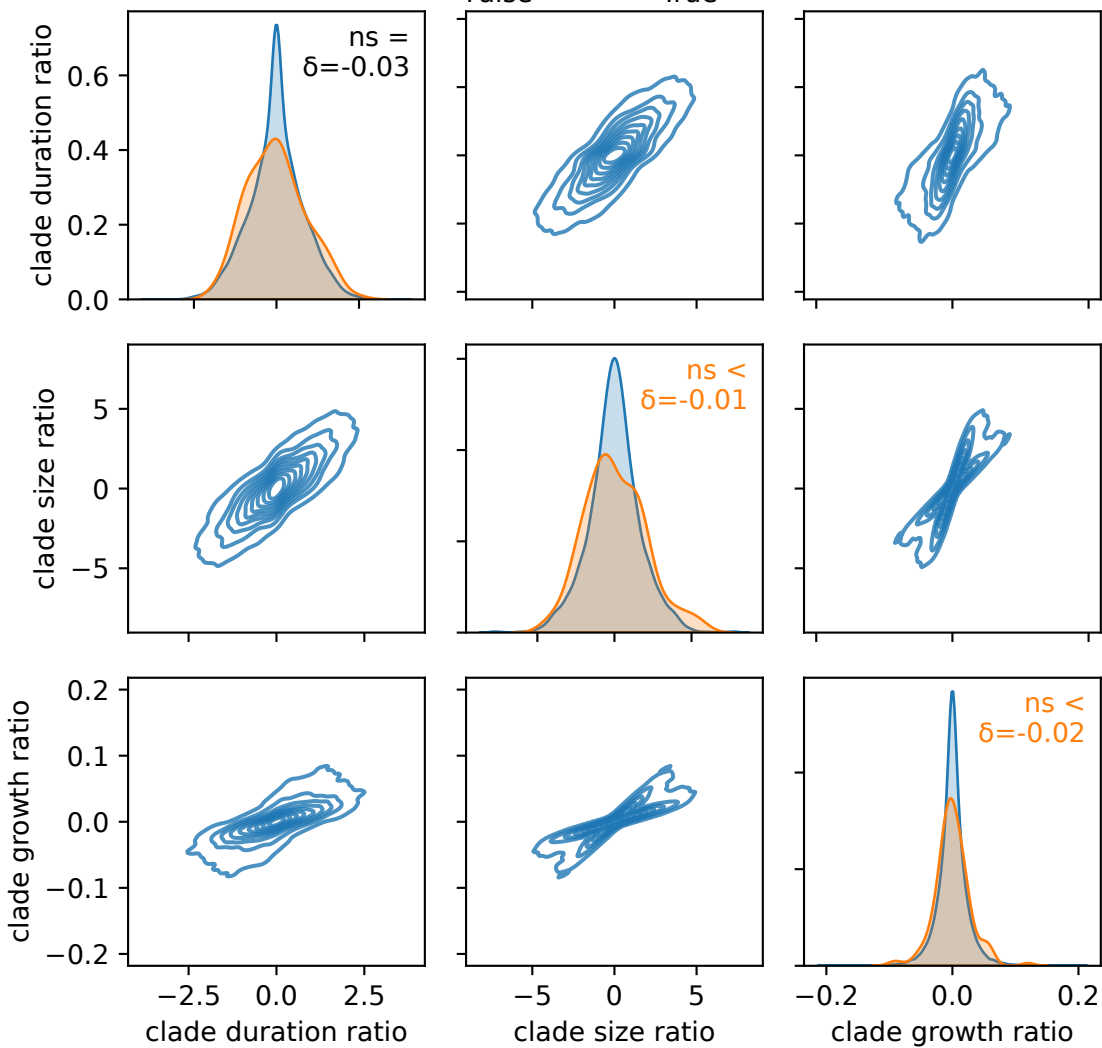 clade duration ratio
0.6
0.4
0.2
0.0
ns =
δ=-0.03
clade size ratio
5
0
−5
ns <
δ=-0.01
clade growth ratio
0.2
0.1
0.0
−0.1
−0.2
ns <
δ=-0.02
−2.5 0.0 2.5
−5 0 5
−0.2 0.0 0.2
clade duration ratio
clade size ratio
clade growth ratio